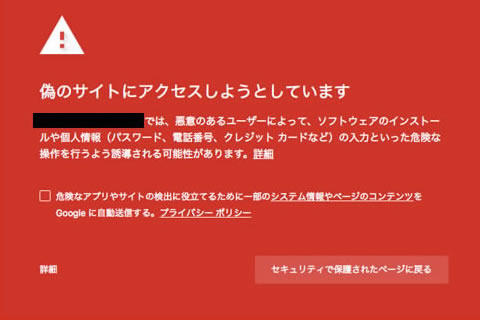 偽のサイトにアクセスしようとしています
では、悪意のあるユーザーによって、ソフトウェアのインストー
ルや個人情報（パスワード、電話番号、クレジット カードなど）の入力といった危険な
操作を行うよう誘導される可能性があります。詳細
危険なアプリやサイトの検出に役立てるために一部のシステム情報やページのコンテンツを
Google に自動送信する。プライバシー ポリシー
詳細
セキュリティで保護されたページに戻る